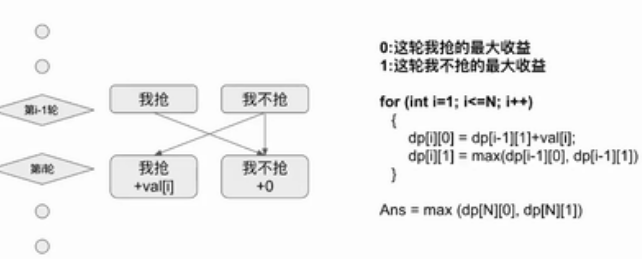 第i-1轮
我抢
我不抢
第i轮
我抢
+val[i]
我不抢
+0
0:这轮我抢的最大收益
1:这轮我不抢的最大收益
for (int i=1; i<=N; i++)
{
dp[i][0] = dp[i-1][1]+val[i];
dp[i][1] = max(dp[i-1][0], dp[i-1][1])
}
Ans = max (dp[N][0], dp[N][1])